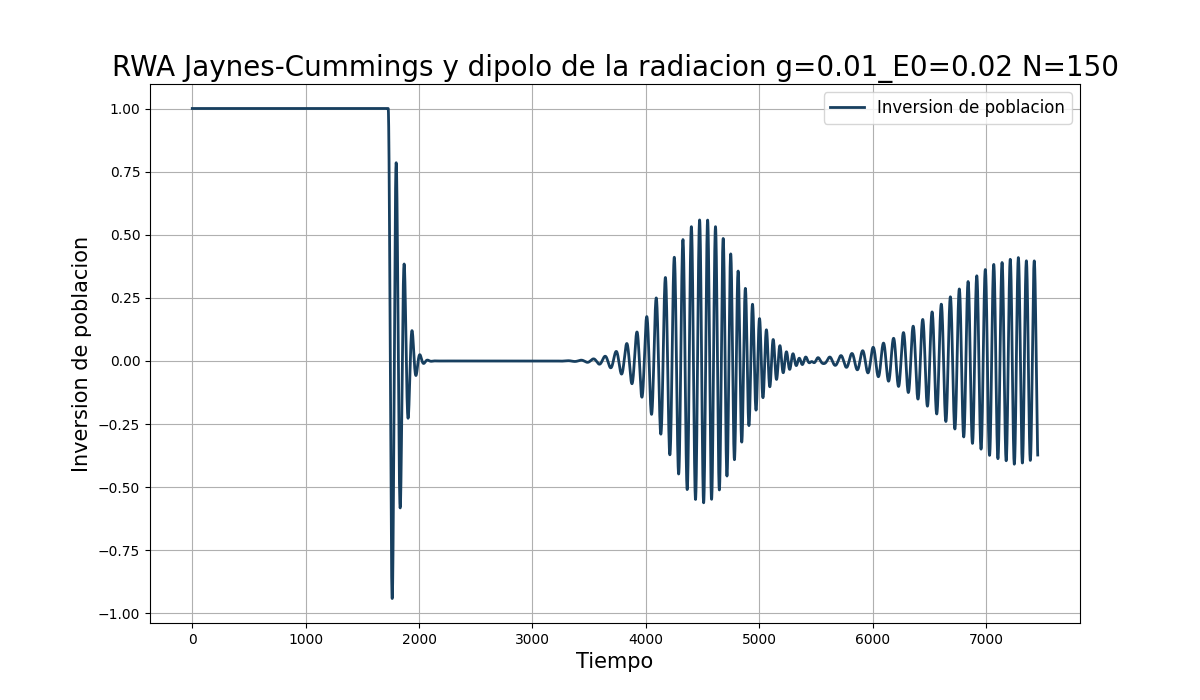 RWA Jaynes-Cummings y dipolo de la radiacion g=0.01_E0=0.02 N=150
Inversion de poblacion
1.00
0.75
0.50
0.25
0.00
−0.25
−0.50
−0.75
−1.00
Inversion de poblacion
0 1000 2000 3000 4000 5000 6000 7000
Tiempo